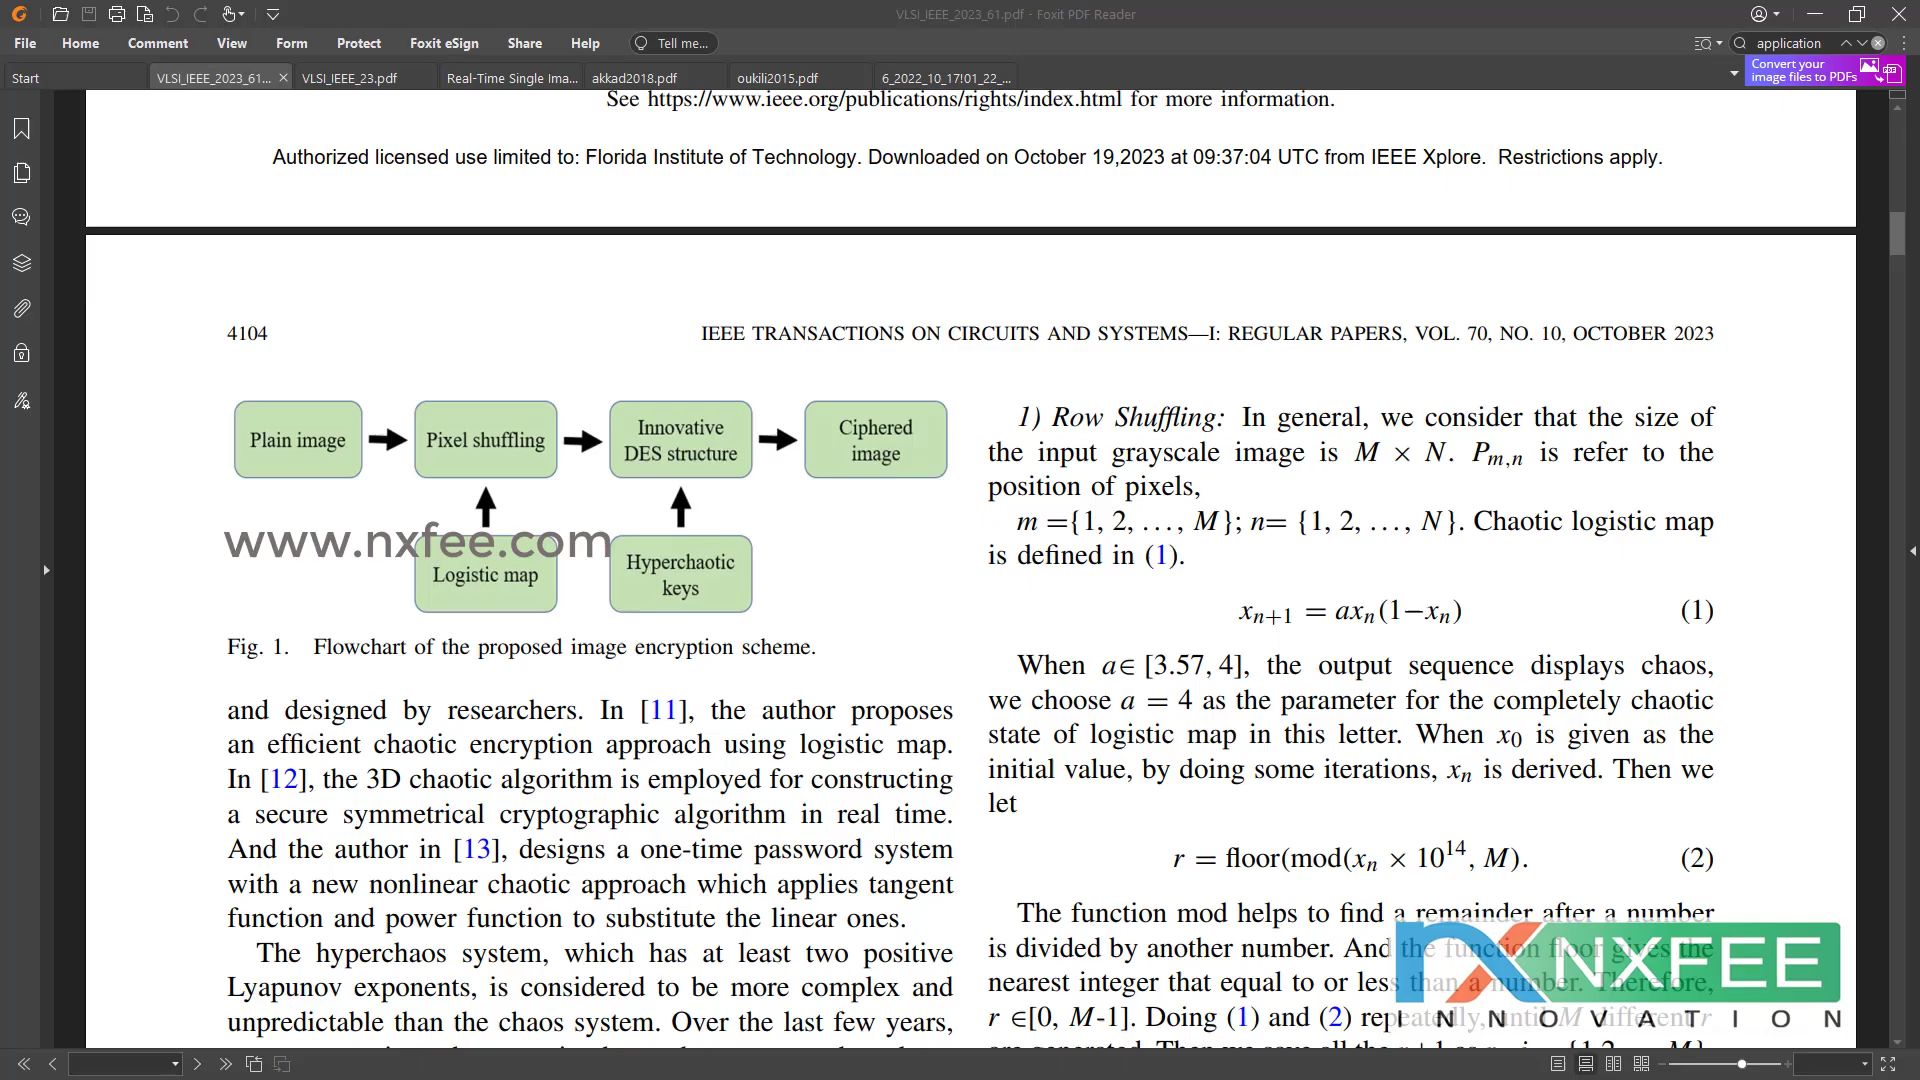 VLSI_IEEE_2023_61.pdf - Foxit PDF Reader
File Home Comment View Form Protect Foxit eSign Share Help Tell me... application
Start VLSI_IEEE_2023_61... VLSI_IEEE_23.pdf Real-Time Single Ima... akkad2018.pdf oukili2015.pdf 6_2022_10_17!01_22_...
Convert your
image files to PDFs
See https://www.ieee.org/publications/rights/index.html for more information.
Authorized licensed use limited to: Florida Institute of Technology. Downloaded on October 19,2023 at 09:37:04 UTC from IEEE Xplore. Restrictions apply.
4104 IEEE TRANSACTIONS ON CIRCUITS AND SYSTEMS—I: REGULAR PAPERS, VOL. 70, NO. 10, OCTOBER 2023
Plain image
Pixel shuffling
Innovative
DES structure
Ciphered
image
www.nxfee.com
Logistic map
Hyperchaotic
keys
Fig. 1. Flowchart of the proposed image encryption scheme.
and designed by researchers. In [11], the author proposes
an efficient chaotic encryption approach using logistic map.
In [12], the 3D chaotic algorithm is employed for constructing
a secure symmetrical cryptographic algorithm in real time.
And the author in [13], designs a one-time password system
with a new nonlinear chaotic approach which applies tangent
function and power function to substitute the linear ones.
The hyperchaos system, which has at least two positive
Lyapunov exponents, is considered to be more complex and
unpredictable than the chaos system. Over the last few years,
1) Row Shuffling: In general, we consider that the size of
the input grayscale image is M × N. Pm,n is refer to the
position of pixels,
m ={1, 2, ..., M}; n= {1, 2, ..., N}. Chaotic logistic map
is defined in (1).
xn+1 = axn(1−xn) (1)
When a∈ [3.57, 4], the output sequence displays chaos,
we choose a = 4 as the parameter for the completely chaotic
state of logistic map in this letter. When x0 is given as the
initial value, by doing some iterations, xn is derived. Then we
let
r = floor(mod(xn × 10^14, M). (2)
The function mod helps to find a remainder after a number
is divided by another number. And the function floor gives the
nearest integer that equal to or less than a number. Therefore,
r ∈[0, M-1]. Doing (1) and (2) repeatedly, until M different r
NXFEE
INNOVATION